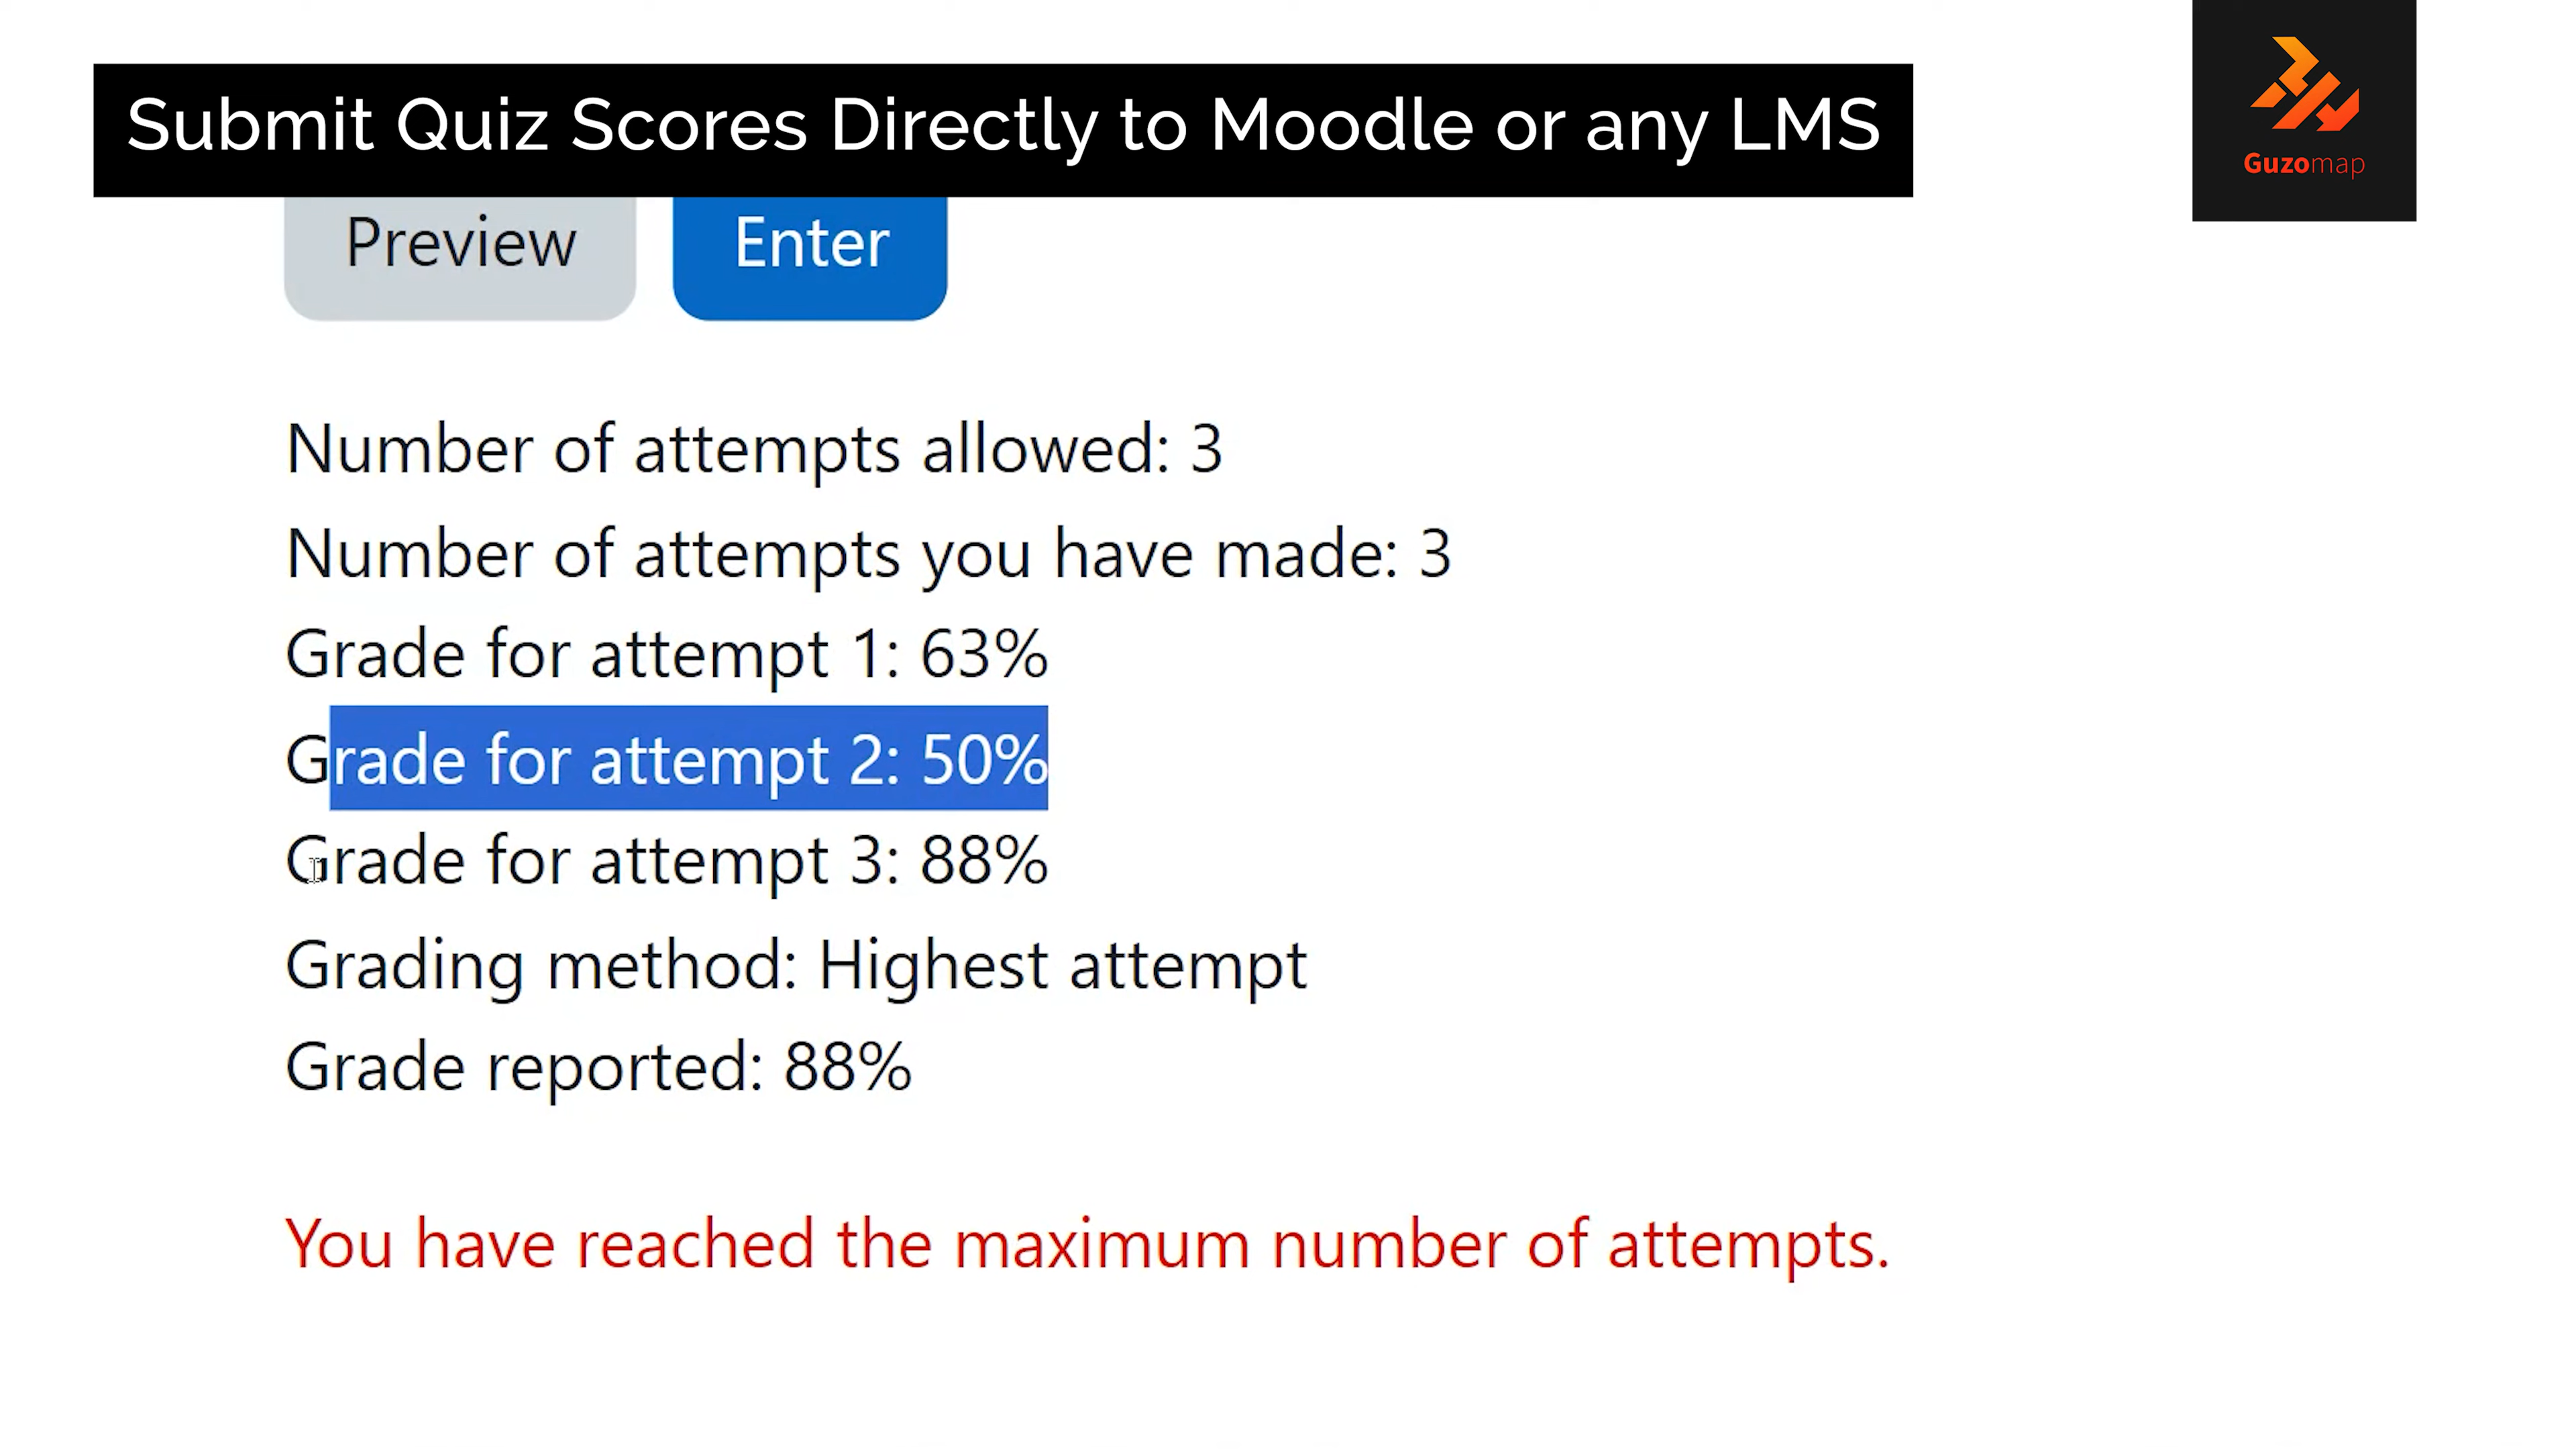 Submit Quiz Scores Directly to Moodle or any LMS
Guzomap
Preview
Enter
Number of attempts allowed: 3
Number of attempts you have made: 3
Grade for attempt 1: 63%
Grade for attempt 2: 50%
Grade for attempt 3: 88%
Grading method: Highest attempt
Grade reported: 88%
You have reached the maximum number of attempts.